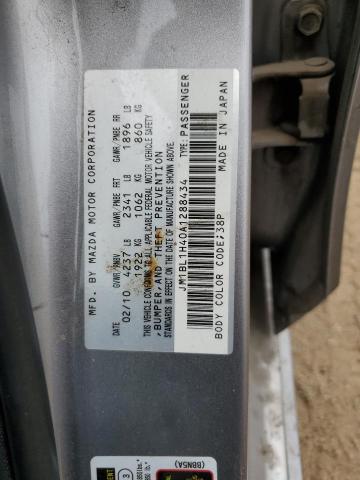 MFD. BY MAZDA MOTOR CORPORATION
DATE GVWR/PNBV GAWR/PNBE FRT GAWR/PNBE RR
02/10 4237 LB 2341 LB 1896 LB
1922 KG 1062 KG 860 KG
THIS VEHICLE CONFORMS TO ALL APPLICABLE FEDERAL MOTOR VEHICLE SAFETY
, BUMPER, AND THEFT PREVENTION
STANDARDS IN EFFECT ON THE DATE OF MANUFACTURE SHOWN ABOVE.
JM1BL1H40A1288434 TYPE: PASSENGER
BODY COLOR CODE;38P MADE IN JAPAN
(BBN5A)